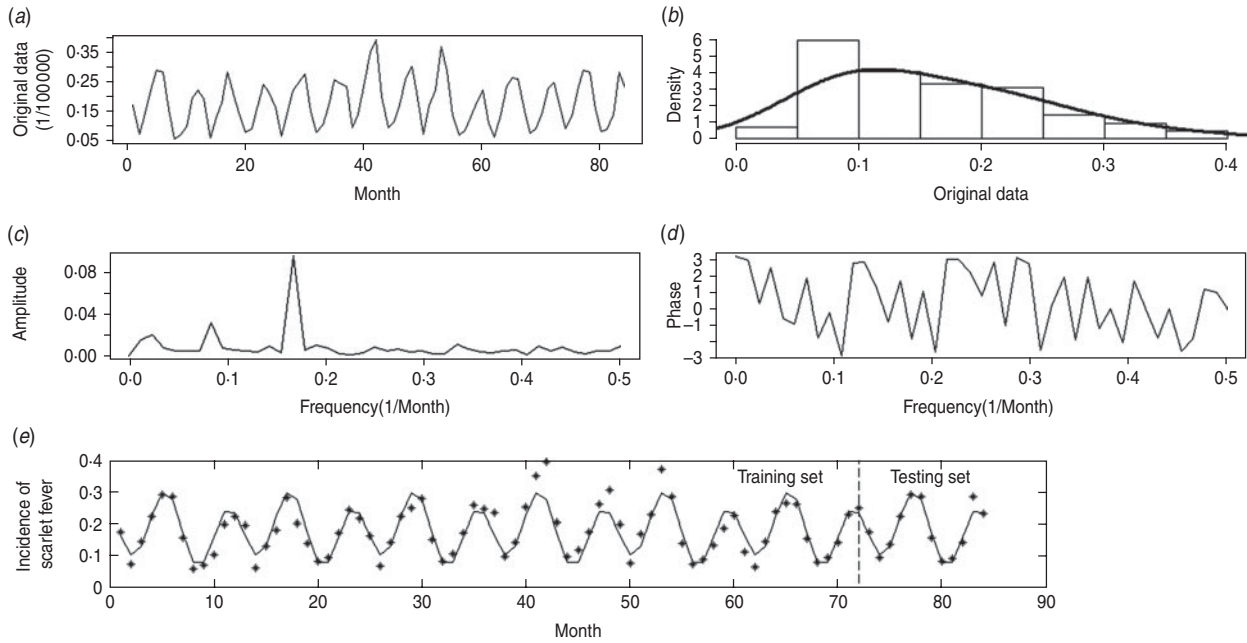 (a)
Original data
(1/100 000)
0·35
0·25
0·15
0·05
0 20 40 60 80
Month
(b)
Density
6
5
4
3
2
1
0
0·0 0·1 0·2 0·3 0·4
Original data
(c)
Amplitude
0·08
0·04
0·00
0·0 0·1 0·2 0·3 0·4 0·5
Frequency(1/Month)
(d)
Phase
3
2
1
0
−1
−3
0·0 0·1 0·2 0·3 0·4 0·5
Frequency(1/Month)
(e)
Incidence of
scarlet fever
0·4
0·3
0·2
0·1
0
Training set Testing set
0 10 20 30 40 50 60 70 80 90
Month